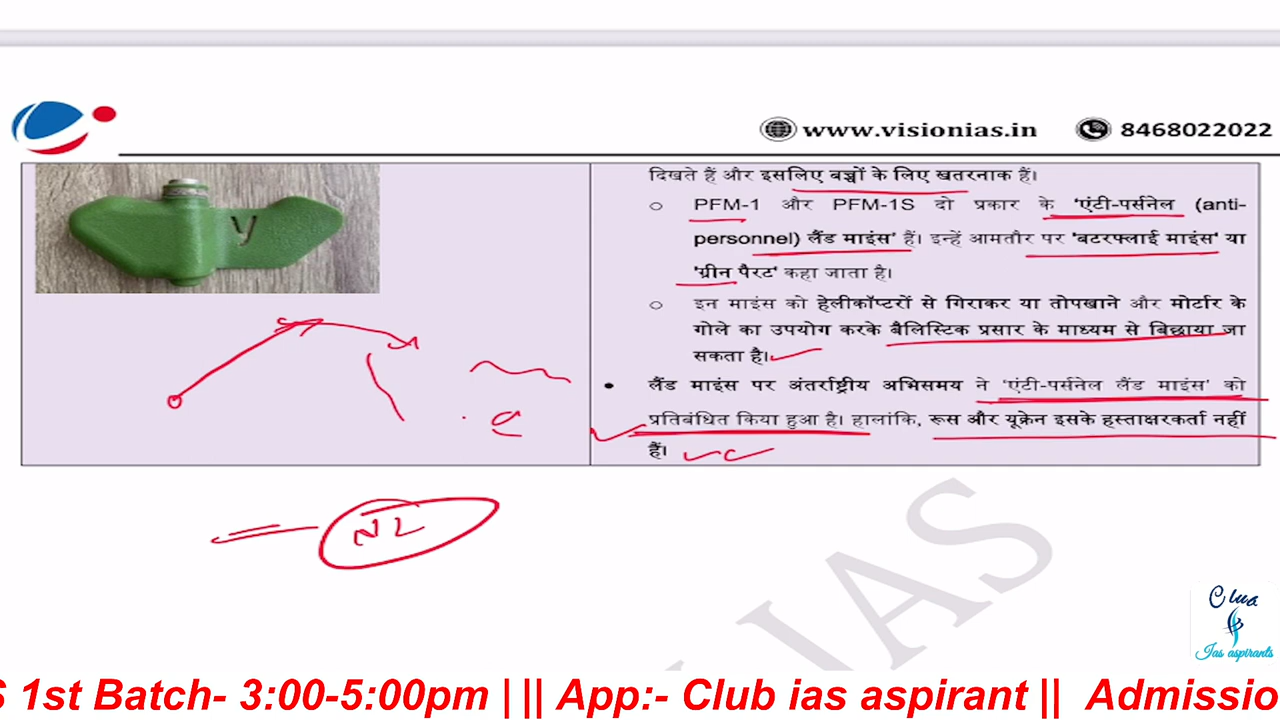 www.visionias.in 8468022022
दिखते हैं और इसलिए बच्चों के लिए खतरनाक हैं।
○ PFM-1 और PFM-1S दो प्रकार के 'एंटी-पर्सनेल (anti-
personnel) लैंड माइंस' हैं। इन्हें आमतौर पर 'बटरफ्लाई माइंस' या
'ग्रीन पैरट' कहा जाता है।
○ इन माइंस को हेलीकॉप्टरों से गिराकर या तोपखाने और मोर्टार के
गोले का उपयोग करके बैलिस्टिक प्रसार के माध्यम से बिछाया जा
सकता है।
• लैंड माइंस पर अंतर्राष्ट्रीय अभिसमय ने 'एंटी-पर्सनेल लैंड माइंस' को
प्रतिबंधित किया हुआ है। हालांकि, रूस और यूक्रेन इसके हस्ताक्षरकर्ता नहीं
हैं।
IAS
Club
Ias aspirants
S 1st Batch- 3:00-5:00pm | || App:- Club ias aspirant || Admissio